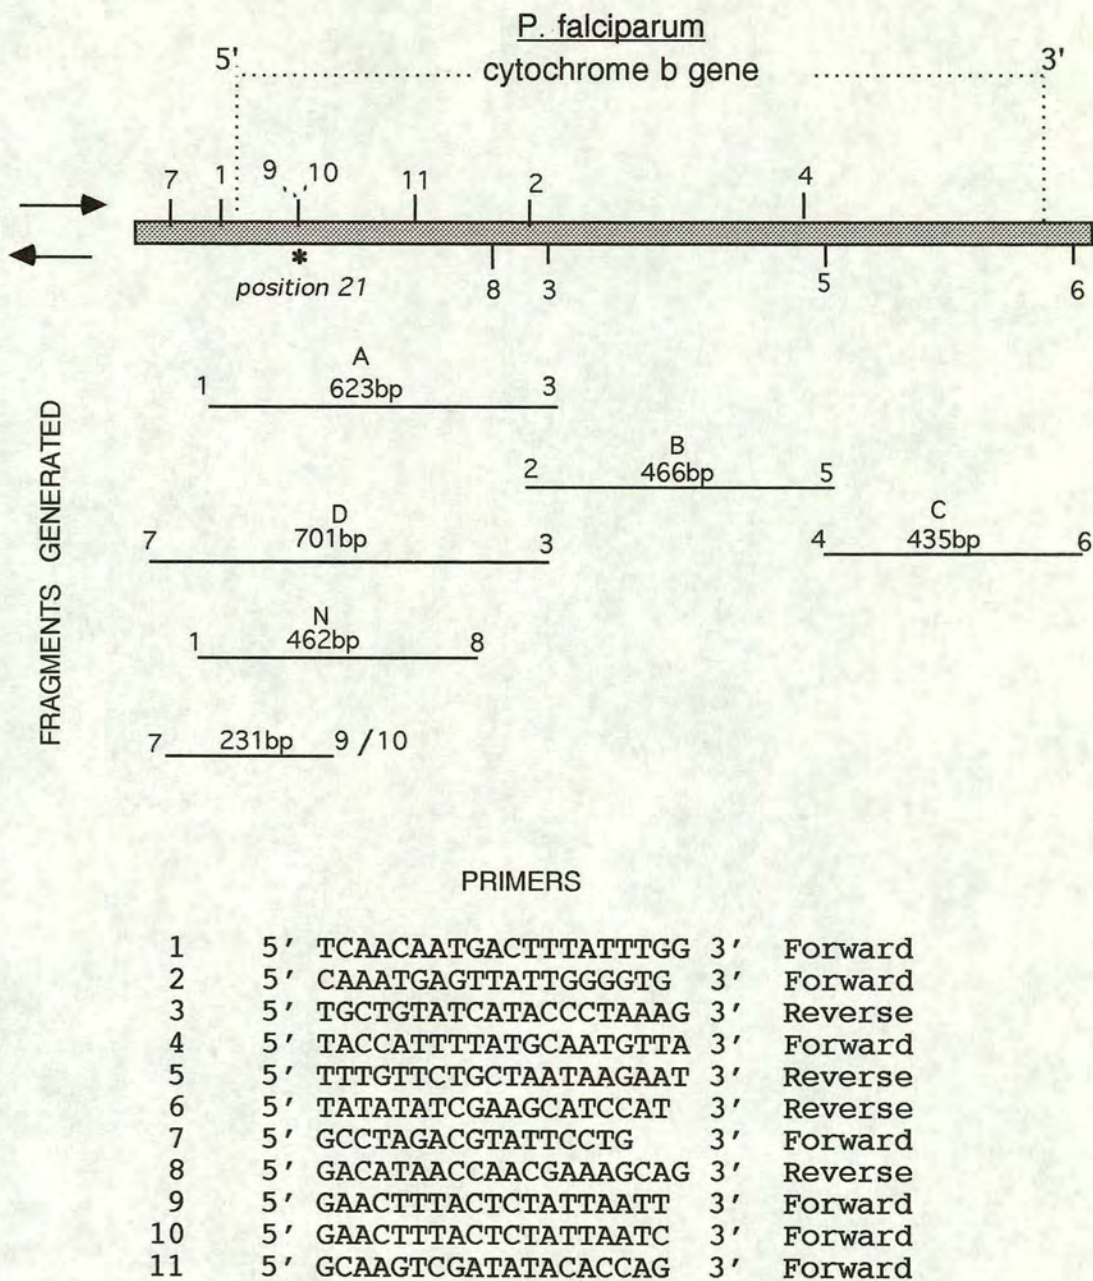 P. falciparum
5' cytochrome b gene 3'
7 1 9 10 11 2 4
*
position 21 8 3 5 6
FRAGMENTS GENERATED
A
1 623bp 3
B
2 466bp 5
D
7 701bp 3
C
4 435bp 6
N
1 462bp 8
7 231bp 9 / 10
PRIMERS
1 5' TCAACAATGACTTTATTTGG 3' Forward
2 5' CAAATGAGTTATTGGGGTG 3' Forward
3 5' TGCTGTATCATACCCTAAAG 3' Reverse
4 5' TACCATTTTATGCAATGTTA 3' Forward
5 5' TTTGTTCTGCTAATAAGAAT 3' Reverse
6 5' TATATATCGAAGCATCCAT 3' Reverse
7 5' GCCTAGACGTATTCCTG 3' Forward
8 5' GACATAACCAACGAAAGCAG 3' Reverse
9 5' GAACTTTACTCTATTAATT 3' Forward
10 5' GAACTTTACTCTATTAATC 3' Forward
11 5' GCAAGTCGATATACACCAG 3' Forward